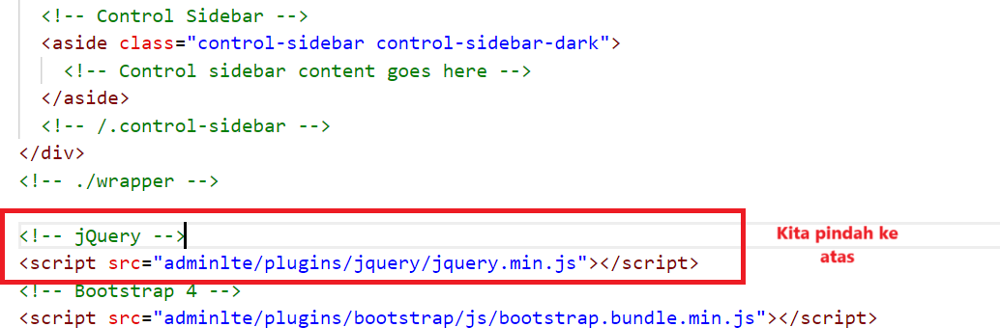 <!-- Control Sidebar -->
<aside class="control-sidebar control-sidebar-dark">
<!-- Control sidebar content goes here -->
</aside>
<!-- /.control-sidebar -->
</div>
<!-- ./wrapper -->
<!-- jQuery -->
<script src="adminlte/plugins/jquery/jquery.min.js"></script>
Kita pindah ke
atas
<!-- Bootstrap 4 -->
<script src="adminlte/plugins/bootstrap/js/bootstrap.bundle.min.js"></script>